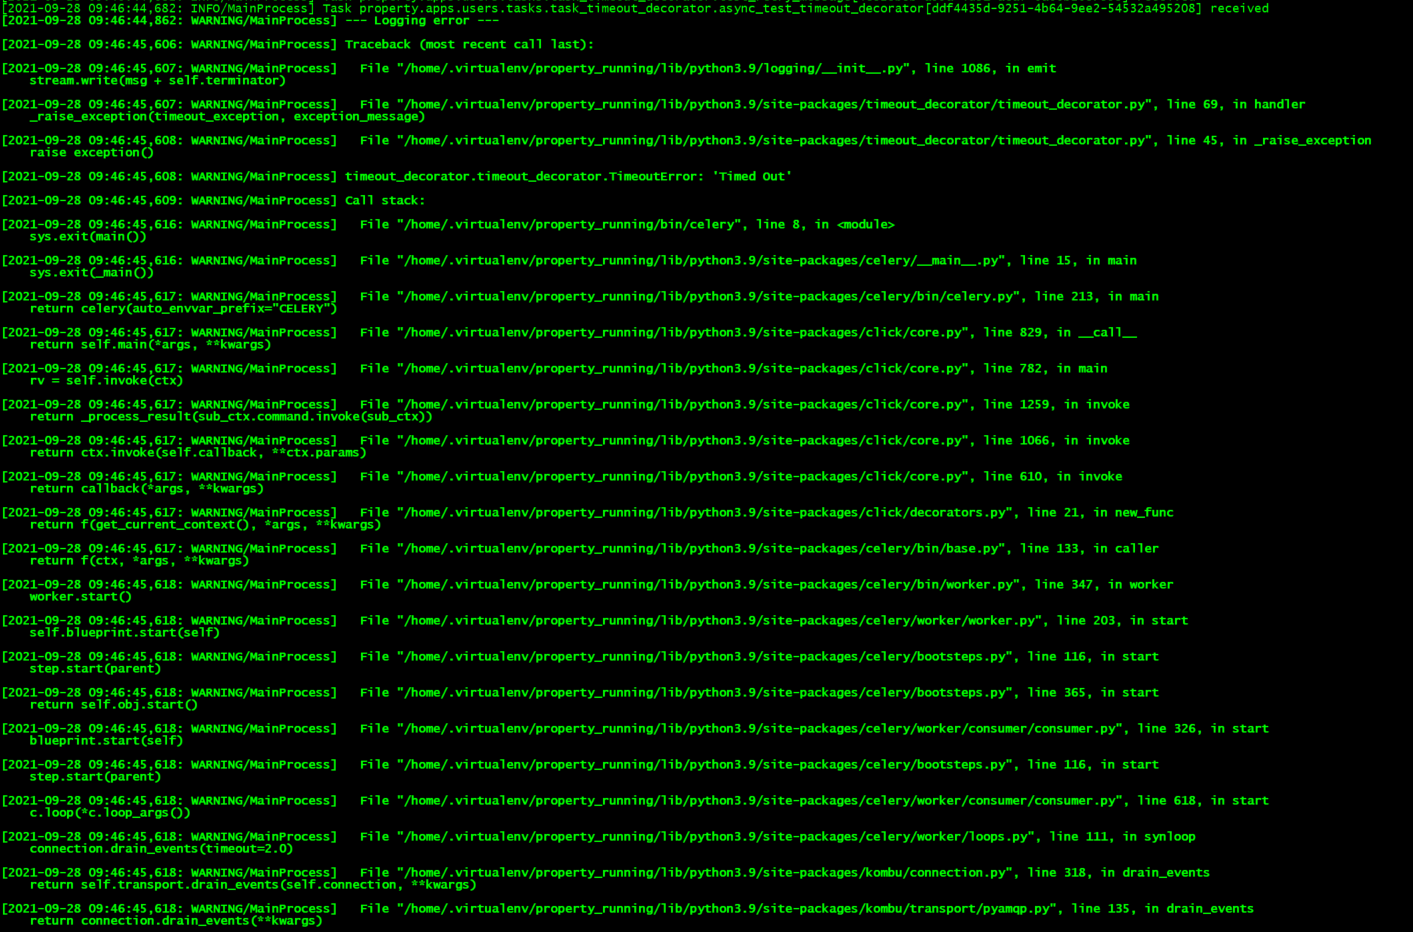 [2021-09-28 09:46:44,682: INFO/MainProcess] Task property.apps.users.tasks.task_timeout_decorator.async_test_timeout_decorator[ddf4435d-9251-4b64-9ee2-54532a495208] received
[2021-09-28 09:46:44,862: WARNING/MainProcess] --- Logging error ---
[2021-09-28 09:46:45,606: WARNING/MainProcess] Traceback (most recent call last):
[2021-09-28 09:46:45,607: WARNING/MainProcess]   File "/home/.virtualenv/property_running/lib/python3.9/logging/__init__.py", line 1086, in emit
    stream.write(msg + self.terminator)
[2021-09-28 09:46:45,607: WARNING/MainProcess]   File "/home/.virtualenv/property_running/lib/python3.9/site-packages/timeout_decorator/timeout_decorator.py", line 69, in handler
    _raise_exception(timeout_exception, exception_message)
[2021-09-28 09:46:45,608: WARNING/MainProcess]   File "/home/.virtualenv/property_running/lib/python3.9/site-packages/timeout_decorator/timeout_decorator.py", line 45, in _raise_exception
    raise exception()
[2021-09-28 09:46:45,608: WARNING/MainProcess] timeout_decorator.timeout_decorator.TimeoutError: 'Timed Out'
[2021-09-28 09:46:45,609: WARNING/MainProcess] Call stack:
[2021-09-28 09:46:45,616: WARNING/MainProcess]   File "/home/.virtualenv/property_running/bin/celery", line 8, in <module>
    sys.exit(main())
[2021-09-28 09:46:45,616: WARNING/MainProcess]   File "/home/.virtualenv/property_running/lib/python3.9/site-packages/celery/__main__.py", line 15, in main
    sys.exit(_main())
[2021-09-28 09:46:45,617: WARNING/MainProcess]   File "/home/.virtualenv/property_running/lib/python3.9/site-packages/celery/bin/celery.py", line 213, in main
    return celery(auto_envvar_prefix="CELERY")
[2021-09-28 09:46:45,617: WARNING/MainProcess]   File "/home/.virtualenv/property_running/lib/python3.9/site-packages/click/core.py", line 829, in __call__
    return self.main(*args, **kwargs)
[2021-09-28 09:46:45,617: WARNING/MainProcess]   File "/home/.virtualenv/property_running/lib/python3.9/site-packages/click/core.py", line 782, in main
    rv = self.invoke(ctx)
[2021-09-28 09:46:45,617: WARNING/MainProcess]   File "/home/.virtualenv/property_running/lib/python3.9/site-packages/click/core.py", line 1259, in invoke
    return _process_result(sub_ctx.command.invoke(sub_ctx))
[2021-09-28 09:46:45,617: WARNING/MainProcess]   File "/home/.virtualenv/property_running/lib/python3.9/site-packages/click/core.py", line 1066, in invoke
    return ctx.invoke(self.callback, **ctx.params)
[2021-09-28 09:46:45,617: WARNING/MainProcess]   File "/home/.virtualenv/property_running/lib/python3.9/site-packages/click/core.py", line 610, in invoke
    return callback(*args, **kwargs)
[2021-09-28 09:46:45,617: WARNING/MainProcess]   File "/home/.virtualenv/property_running/lib/python3.9/site-packages/click/decorators.py", line 21, in new_func
    return f(get_current_context(), *args, **kwargs)
[2021-09-28 09:46:45,617: WARNING/MainProcess]   File "/home/.virtualenv/property_running/lib/python3.9/site-packages/celery/bin/base.py", line 133, in caller
    return f(ctx, *args, **kwargs)
[2021-09-28 09:46:45,618: WARNING/MainProcess]   File "/home/.virtualenv/property_running/lib/python3.9/site-packages/celery/bin/worker.py", line 347, in worker
    worker.start()
[2021-09-28 09:46:45,618: WARNING/MainProcess]   File "/home/.virtualenv/property_running/lib/python3.9/site-packages/celery/worker/worker.py", line 203, in start
    self.blueprint.start(self)
[2021-09-28 09:46:45,618: WARNING/MainProcess]   File "/home/.virtualenv/property_running/lib/python3.9/site-packages/celery/bootsteps.py", line 116, in start
    step.start(parent)
[2021-09-28 09:46:45,618: WARNING/MainProcess]   File "/home/.virtualenv/property_running/lib/python3.9/site-packages/celery/bootsteps.py", line 365, in start
    return self.obj.start()
[2021-09-28 09:46:45,618: WARNING/MainProcess]   File "/home/.virtualenv/property_running/lib/python3.9/site-packages/celery/worker/consumer/consumer.py", line 326, in start
    blueprint.start(self)
[2021-09-28 09:46:45,618: WARNING/MainProcess]   File "/home/.virtualenv/property_running/lib/python3.9/site-packages/celery/bootsteps.py", line 116, in start
    step.start(parent)
[2021-09-28 09:46:45,618: WARNING/MainProcess]   File "/home/.virtualenv/property_running/lib/python3.9/site-packages/celery/worker/consumer/consumer.py", line 618, in start
    c.loop(*c.loop_args())
[2021-09-28 09:46:45,618: WARNING/MainProcess]   File "/home/.virtualenv/property_running/lib/python3.9/site-packages/celery/worker/loops.py", line 111, in synloop
    connection.drain_events(timeout=2.0)
[2021-09-28 09:46:45,618: WARNING/MainProcess]   File "/home/.virtualenv/property_running/lib/python3.9/site-packages/kombu/connection.py", line 318, in drain_events
    return self.transport.drain_events(self.connection, **kwargs)
[2021-09-28 09:46:45,618: WARNING/MainProcess]   File "/home/.virtualenv/property_running/lib/python3.9/site-packages/kombu/transport/pyamqp.py", line 135, in drain_events
    return connection.drain_events(**kwargs)